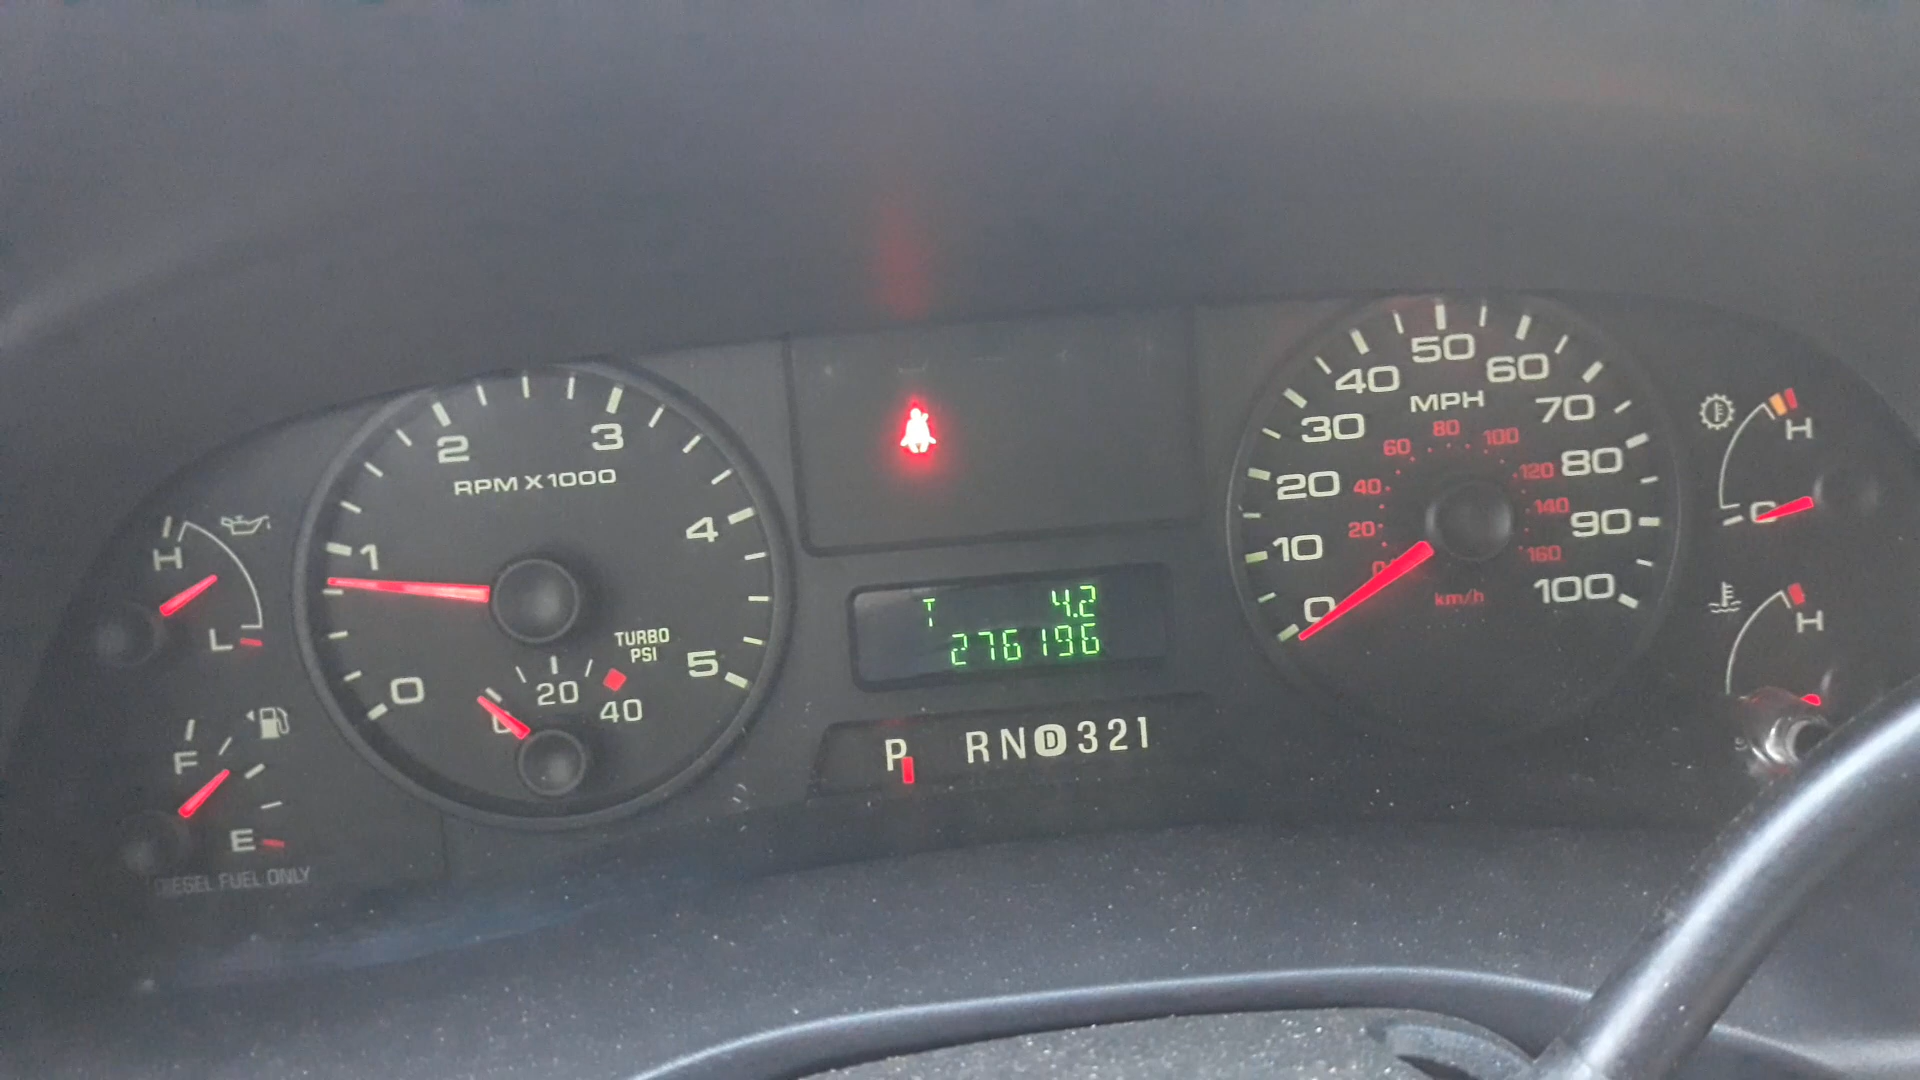 H
L
F
E
DIESEL FUEL ONLY
0 1 2 3 4 5
RPM X 1000
TURBO
PSI
0 20 40
T 4.2
276196
P R N D 3 2 1
0 10 20 30 40 50 60 70 80 90 100
MPH
0 20 40 60 80 100 120 140 160
km/h
H
C
H